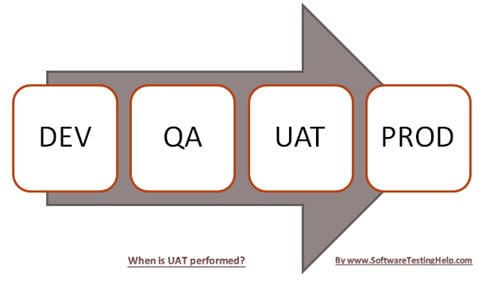 DEV QA UAT PROD
When is UAT performed?
By www.SoftwareTestingHelp.com